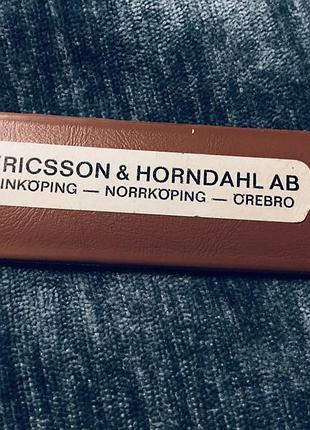 RICSSON & HORNDAHL AB
INKÖPING — NORRKÖPING — ÖREBRO